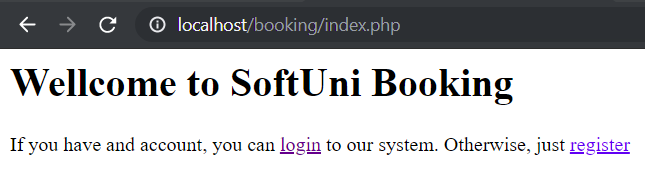 localhost/booking/index.php
Wellcome to SoftUni Booking
If you have and account, you can login to our system. Otherwise, just register